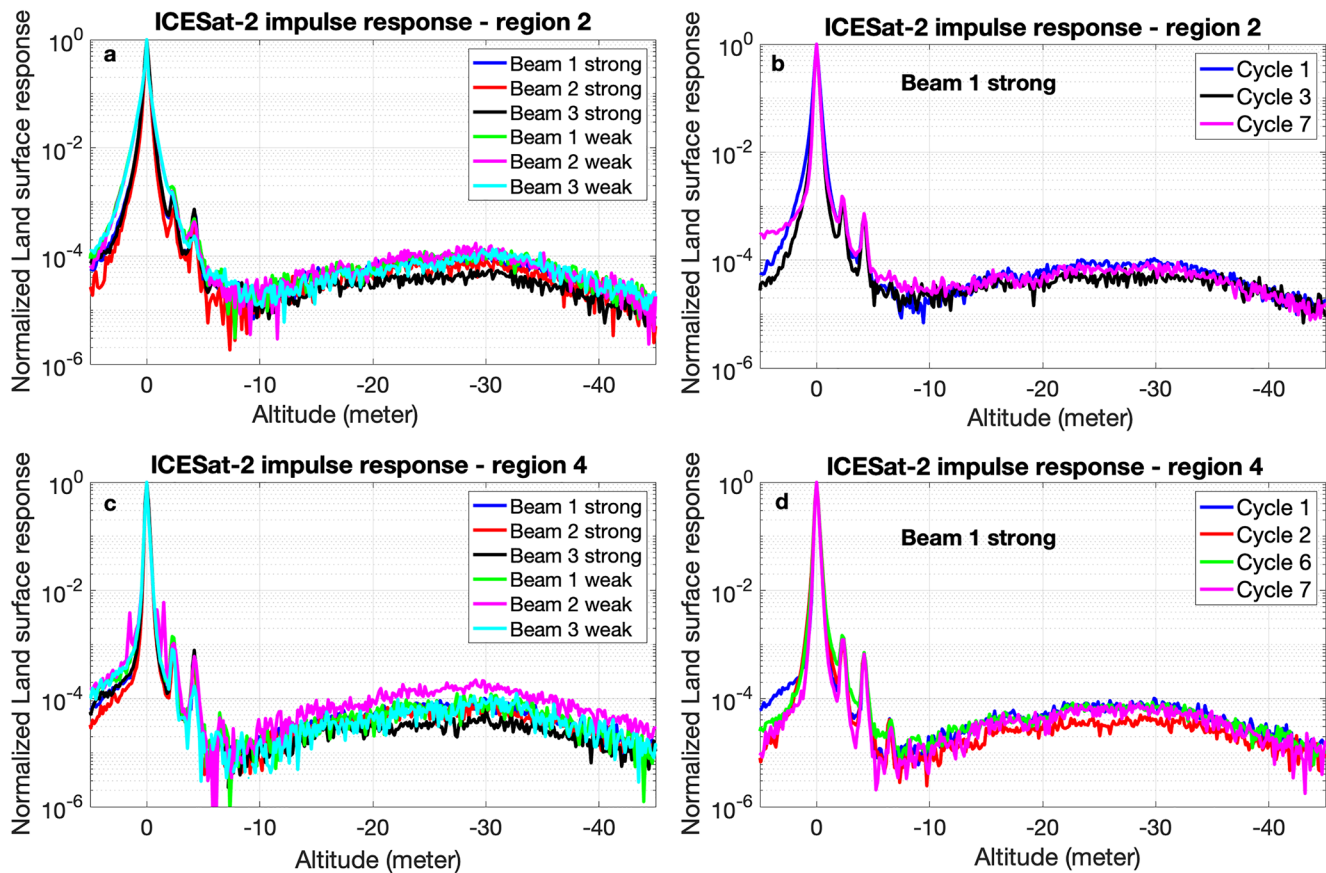 ICESat-2 impulse response - region 2
a
Beam 1 strong
Beam 2 strong
Beam 3 strong
Beam 1 weak
Beam 2 weak
Beam 3 weak
Normalized Land surface response
10^0
10^-2
10^-4
10^-6
0 -10 -20 -30 -40
Altitude (meter)
ICESat-2 impulse response - region 2
b
Beam 1 strong
Cycle 1
Cycle 3
Cycle 7
Normalized Land surface response
10^0
10^-2
10^-4
10^-6
0 -10 -20 -30 -40
Altitude (meter)
ICESat-2 impulse response - region 4
c
Beam 1 strong
Beam 2 strong
Beam 3 strong
Beam 1 weak
Beam 2 weak
Beam 3 weak
Normalized Land surface response
10^0
10^-2
10^-4
10^-6
0 -10 -20 -30 -40
Altitude (meter)
ICESat-2 impulse response - region 4
d
Beam 1 strong
Cycle 1
Cycle 2
Cycle 6
Cycle 7
Normalized Land surface response
10^0
10^-2
10^-4
10^-6
0 -10 -20 -30 -40
Altitude (meter)